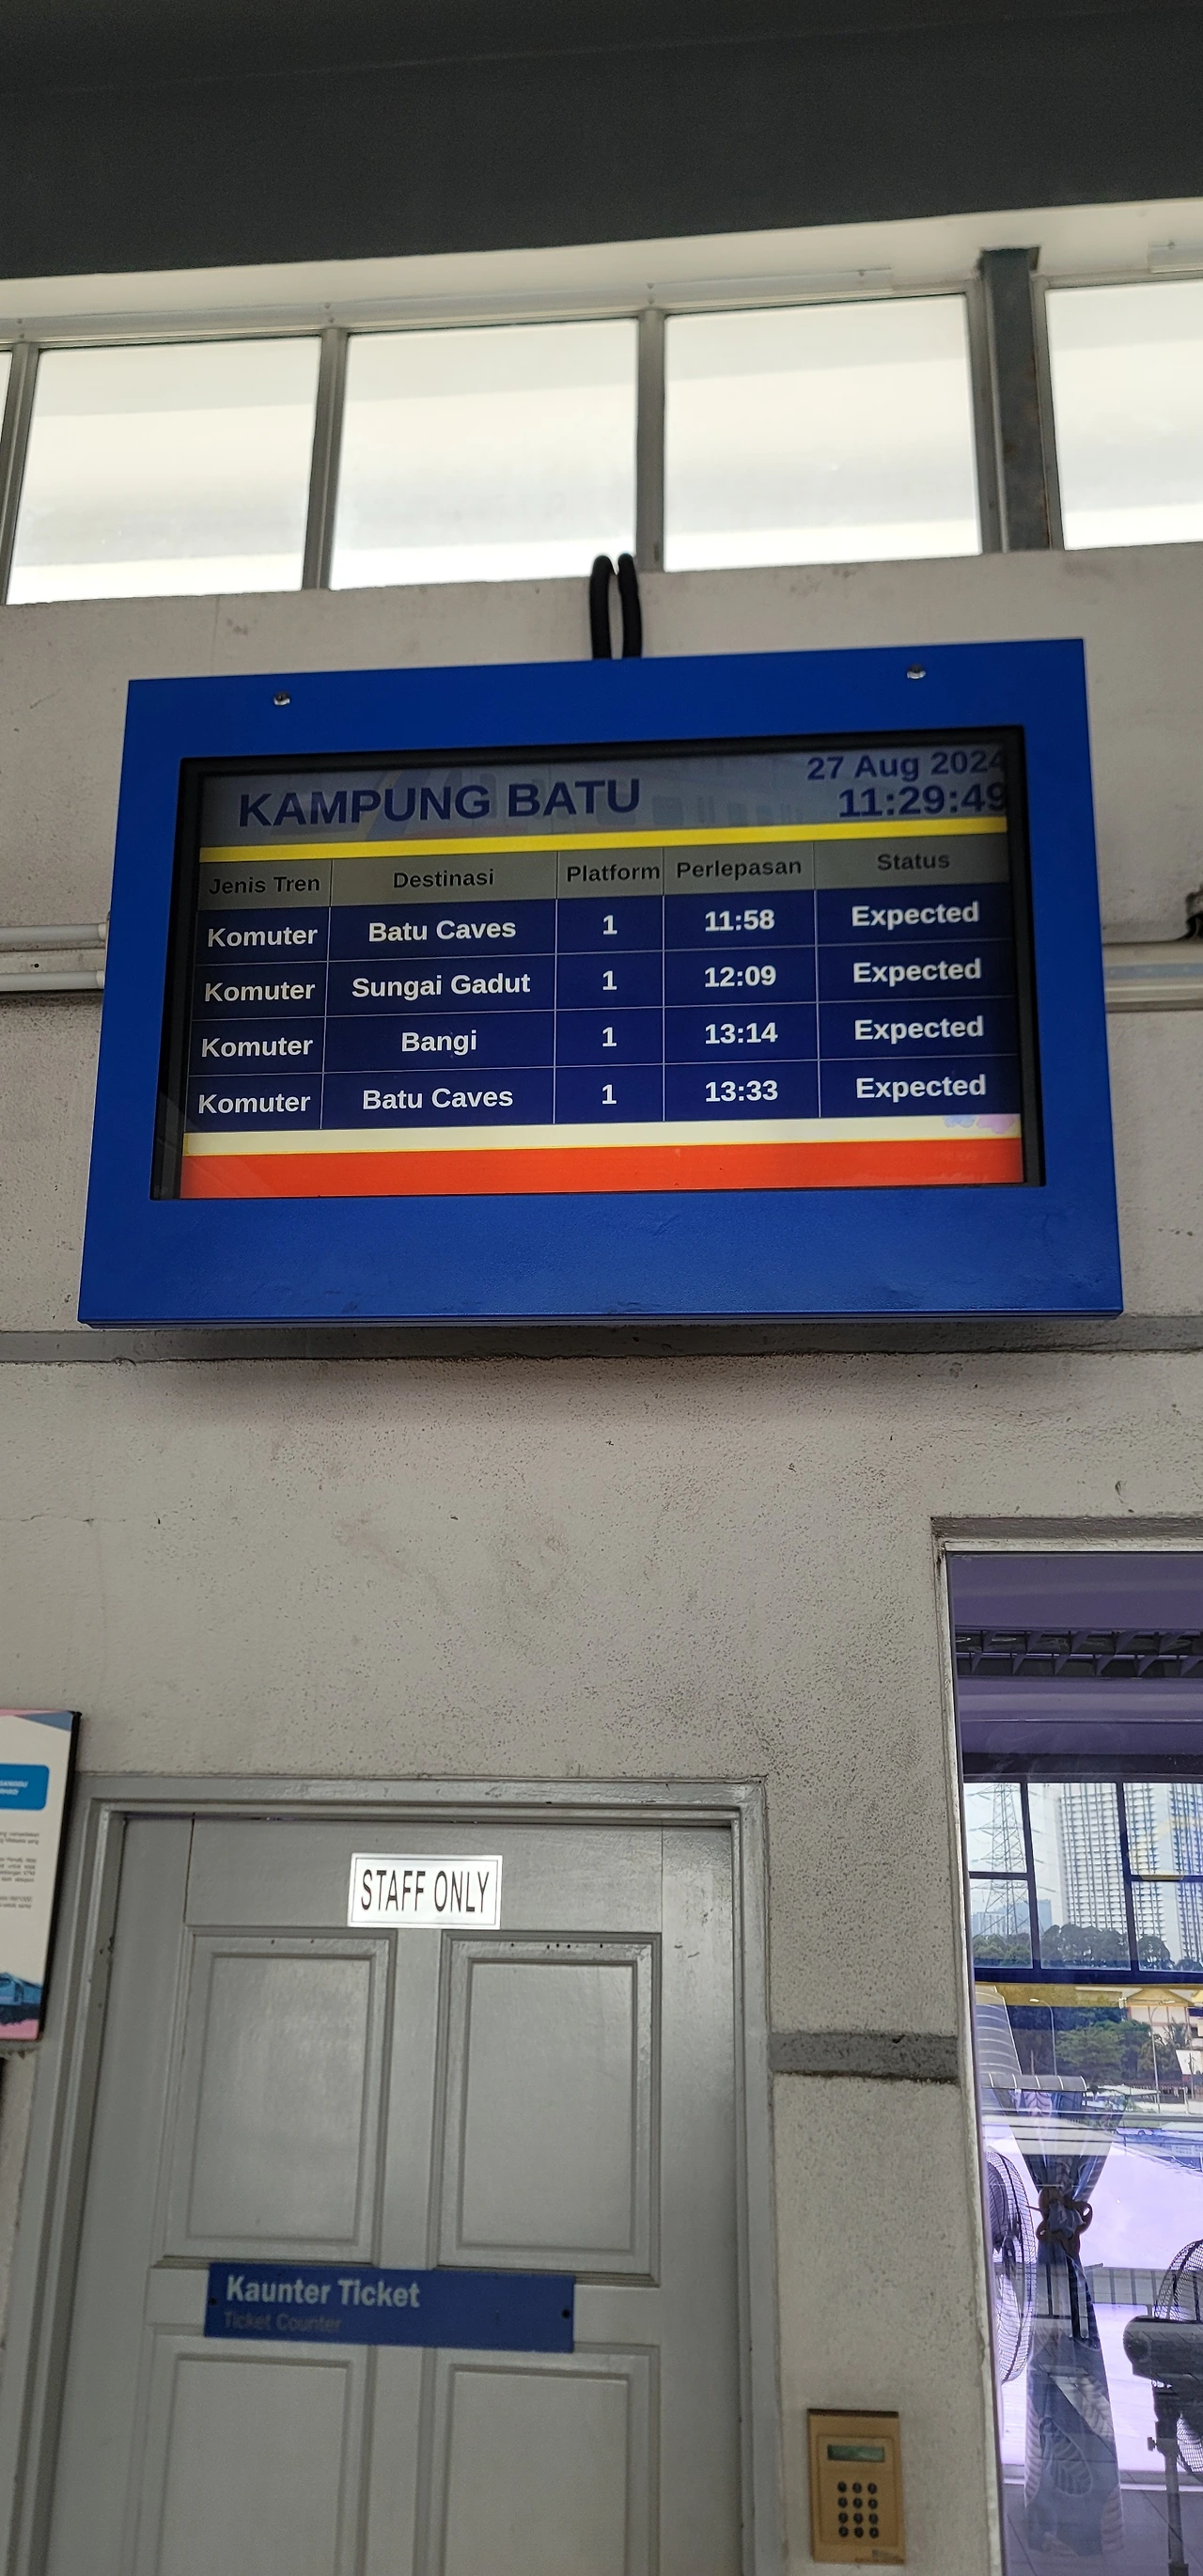 KAMPUNG BATU
27 Aug 2024
11:29:49
Jenis Tren Destinasi Platform Perlepasan Status
Komuter Batu Caves 1 11:58 Expected
Komuter Sungai Gadut 1 12:09 Expected
Komuter Bangi 1 13:14 Expected
Komuter Batu Caves 1 13:33 Expected
STAFF ONLY
Kaunter Ticket
Ticket Counter